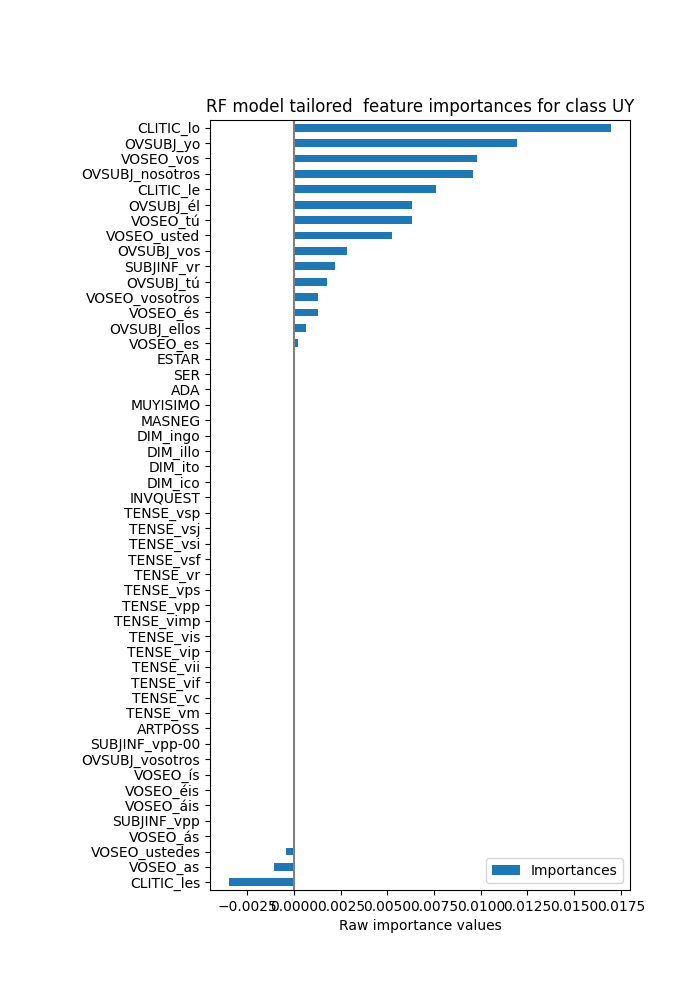 RF model tailored  feature importances for class UY
CLITIC_lo
OVSUBJ_yo
VOSEO_vos
OVSUBJ_nosotros
CLITIC_le
OVSUBJ_él
VOSEO_tú
VOSEO_usted
OVSUBJ_vos
SUBJINF_vr
OVSUBJ_tú
VOSEO_vosotros
VOSEO_és
OVSUBJ_ellos
VOSEO_es
ESTAR
SER
ADA
MUYISIMO
MASNEG
DIM_ingo
DIM_illo
DIM_ito
DIM_ico
INVQUEST
TENSE_vsp
TENSE_vsj
TENSE_vsi
TENSE_vsf
TENSE_vr
TENSE_vps
TENSE_vpp
TENSE_vimp
TENSE_vis
TENSE_vip
TENSE_vii
TENSE_vif
TENSE_vc
TENSE_vm
ARTPOSS
SUBJINF_vpp-00
OVSUBJ_vosotros
VOSEO_ís
VOSEO_éis
VOSEO_áis
SUBJINF_vpp
VOSEO_ás
VOSEO_ustedes
VOSEO_as
CLITIC_les
Importances
−0.0025 0.0000 0.0025 0.0050 0.0075 0.0100 0.0125 0.0150 0.0175
Raw importance values